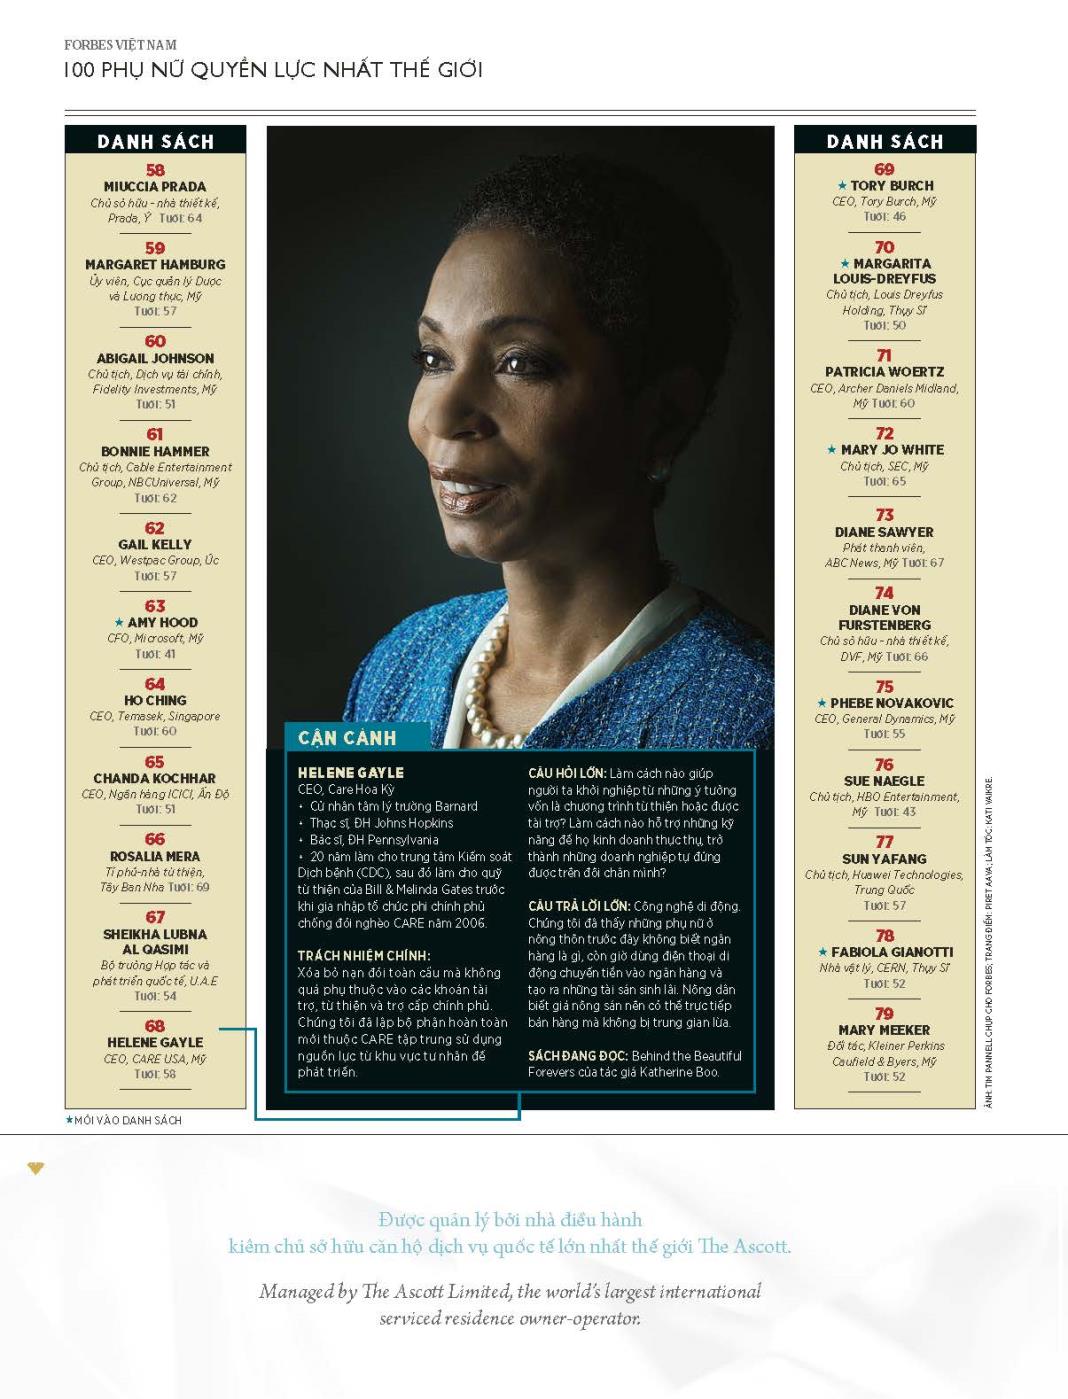 FORBES VIỆT NAM
100 PHỤ NỮ QUYỀN LỰC NHẤT THẾ GIỚI
DANH SÁCH
58
MIUCCIA PRADA
Chủ sở hữu - nhà thiết kế,
Prada, Ý Tuổi: 64
59
MARGARET HAMBURG
Ủy viên, Cục quản lý Dược
và Lương thực, Mỹ
Tuổi: 57
60
ABIGAIL JOHNSON
Chủ tịch, Dịch vụ tài chính,
Fidelity Investments, Mỹ
Tuổi: 51
61
BONNIE HAMMER
Chủ tịch, Cable Entertainment
Group, NBCUniversal, Mỹ
Tuổi: 62
62
GAIL KELLY
CEO, Westpac Group, Úc
Tuổi: 57
63
★ AMY HOOD
CFO, Microsoft, Mỹ
Tuổi: 41
64
HO CHING
CEO, Temasek, Singapore
Tuổi: 60
65
CHANDA KOCHHAR
CEO, Ngân hàng ICICI, Ấn Độ
Tuổi: 51
66
ROSALIA MERA
Tỉ phú-nhà từ thiện,
Tây Ban Nha Tuổi: 69
67
SHEIKHA LUBNA
AL QASIMI
Bộ trưởng Hợp tác và
phát triển quốc tế, U.A.E
Tuổi: 54
68
HELENE GAYLE
CEO, CARE USA, Mỹ
Tuổi: 58
★MỚI VÀO DANH SÁCH
CẬN CẢNH
HELENE GAYLE
CEO, Care Hoa Kỳ
• Cử nhân tâm lý trường Barnard
• Thạc sĩ, ĐH Johns Hopkins
• Bác sĩ, ĐH Pennsylvania
• 20 năm làm cho trung tâm Kiểm soát
Dịch bệnh (CDC), sau đó làm cho quỹ
từ thiện của Bill & Melinda Gates trước
khi gia nhập tổ chức phi chính phủ
chống đói nghèo CARE năm 2006.
TRÁCH NHIỆM CHÍNH:
Xóa bỏ nạn đói toàn cầu mà không
quá phụ thuộc vào các khoản tài
trợ, từ thiện và trợ cấp chính phủ.
Chúng tôi đã lập bộ phận hoàn toàn
mới thuộc CARE tập trung sử dụng
nguồn lực từ khu vực tư nhân để
phát triển.
CÂU HỎI LỚN: Làm cách nào giúp
người ta khởi nghiệp từ những ý tưởng
vốn là chương trình từ thiện hoặc được
tài trợ? Làm cách nào hỗ trợ những kỹ
năng để họ kinh doanh thực thụ, trở
thành những doanh nghiệp tự đứng
được trên đôi chân mình?
CÂU TRẢ LỜI LỚN: Công nghệ di động.
Chúng tôi đã thấy những phụ nữ ở
nông thôn trước đây không biết ngân
hàng là gì, còn giờ dùng điện thoại di
động chuyển tiền vào ngân hàng và
tạo ra những tài sản sinh lãi. Nông dân
biết giá nông sản nên có thể trực tiếp
bán hàng mà không bị trung gian lừa.
SÁCH ĐANG ĐỌC: Behind the Beautiful
Forevers của tác giả Katherine Boo.
DANH SÁCH
69
★ TORY BURCH
CEO, Tory Burch, Mỹ
Tuổi: 46
70
★ MARGARITA
LOUIS-DREYFUS
Chủ tịch, Louis Dreyfus
Holding, Thụy Sĩ
Tuổi: 50
71
PATRICIA WOERTZ
CEO, Archer Daniels Midland,
Mỹ Tuổi: 60
72
★ MARY JO WHITE
Chủ tịch, SEC, Mỹ
Tuổi: 65
73
DIANE SAWYER
Phát thanh viên,
ABC News, Mỹ Tuổi: 67
74
DIANE VON
FURSTENBERG
Chủ sở hữu - nhà thiết kế,
DVF, Mỹ Tuổi: 66
75
★ PHEBE NOVAKOVIC
CEO, General Dynamics, Mỹ
Tuổi: 55
76
SUE NAEGLE
Chủ tịch, HBO Entertainment,
Mỹ Tuổi: 43
77
SUN YAFANG
Chủ tịch, Huawei Technologies,
Trung Quốc
Tuổi: 57
78
★ FABIOLA GIANOTTI
Nhà vật lý, CERN, Thụy Sĩ
Tuổi: 52
79
MARY MEEKER
Đối tác, Kleiner Perkins
Caufield & Byers, Mỹ
Tuổi: 52
ẢNH: TIM PANNELL CHỤP CHO FORBES; TRANG ĐIỂM: PIRET AAVA; LÀM TÓC: KATI VAIKRE.
Được quản lý bởi nhà điều hành
kiêm chủ sở hữu căn hộ dịch vụ quốc tế lớn nhất thế giới The Ascott.
Managed by The Ascott Limited, the world's largest international
serviced residence owner-operator.